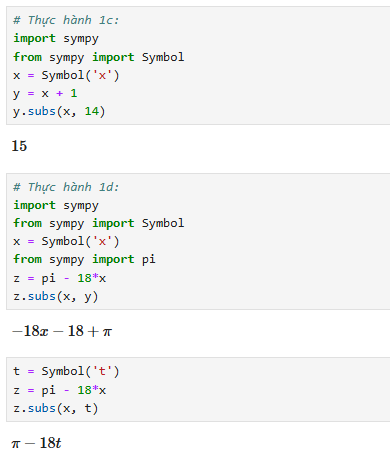 # Thực hành 1c:
import sympy
from sympy import Symbol
x = Symbol('x')
y = x + 1
y.subs(x, 14)
15
# Thực hành 1d:
import sympy
from sympy import Symbol
x = Symbol('x')
from sympy import pi
z = pi - 18*x
z.subs(x, y)
−18x − 18 + π
t = Symbol('t')
z = pi - 18*x
z.subs(x, t)
π − 18t